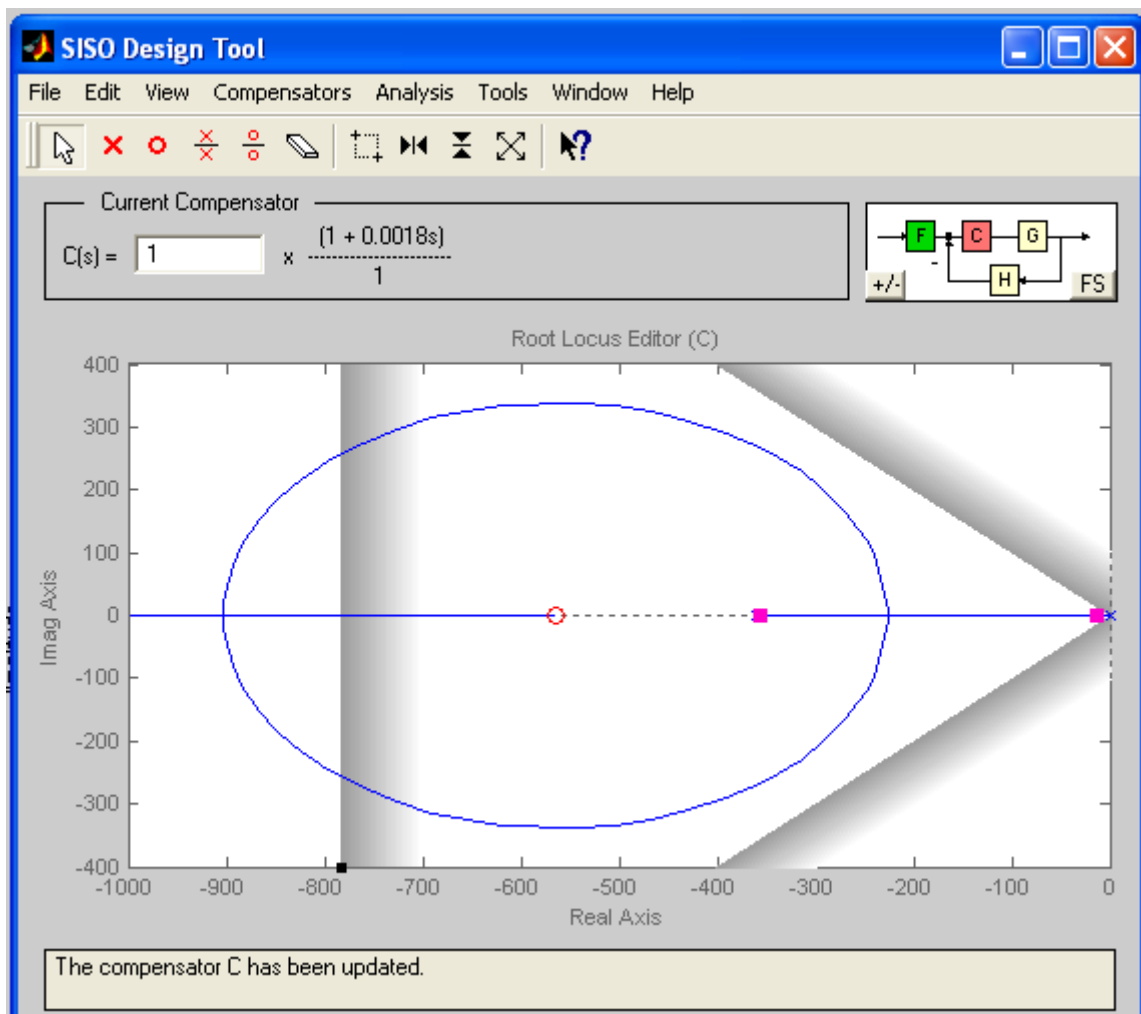 SISO Design Tool
File Edit View Compensators Analysis Tools Window Help
Current Compensator
C(s) = 1 x (1 + 0.0018s)
1
F C G
-
H
+/- FS
Root Locus Editor (C)
400
300
200
100
0
-100
-200
-300
-400
Imag Axis
-1000 -900 -800 -700 -600 -500 -400 -300 -200 -100 0
Real Axis
The compensator C has been updated.